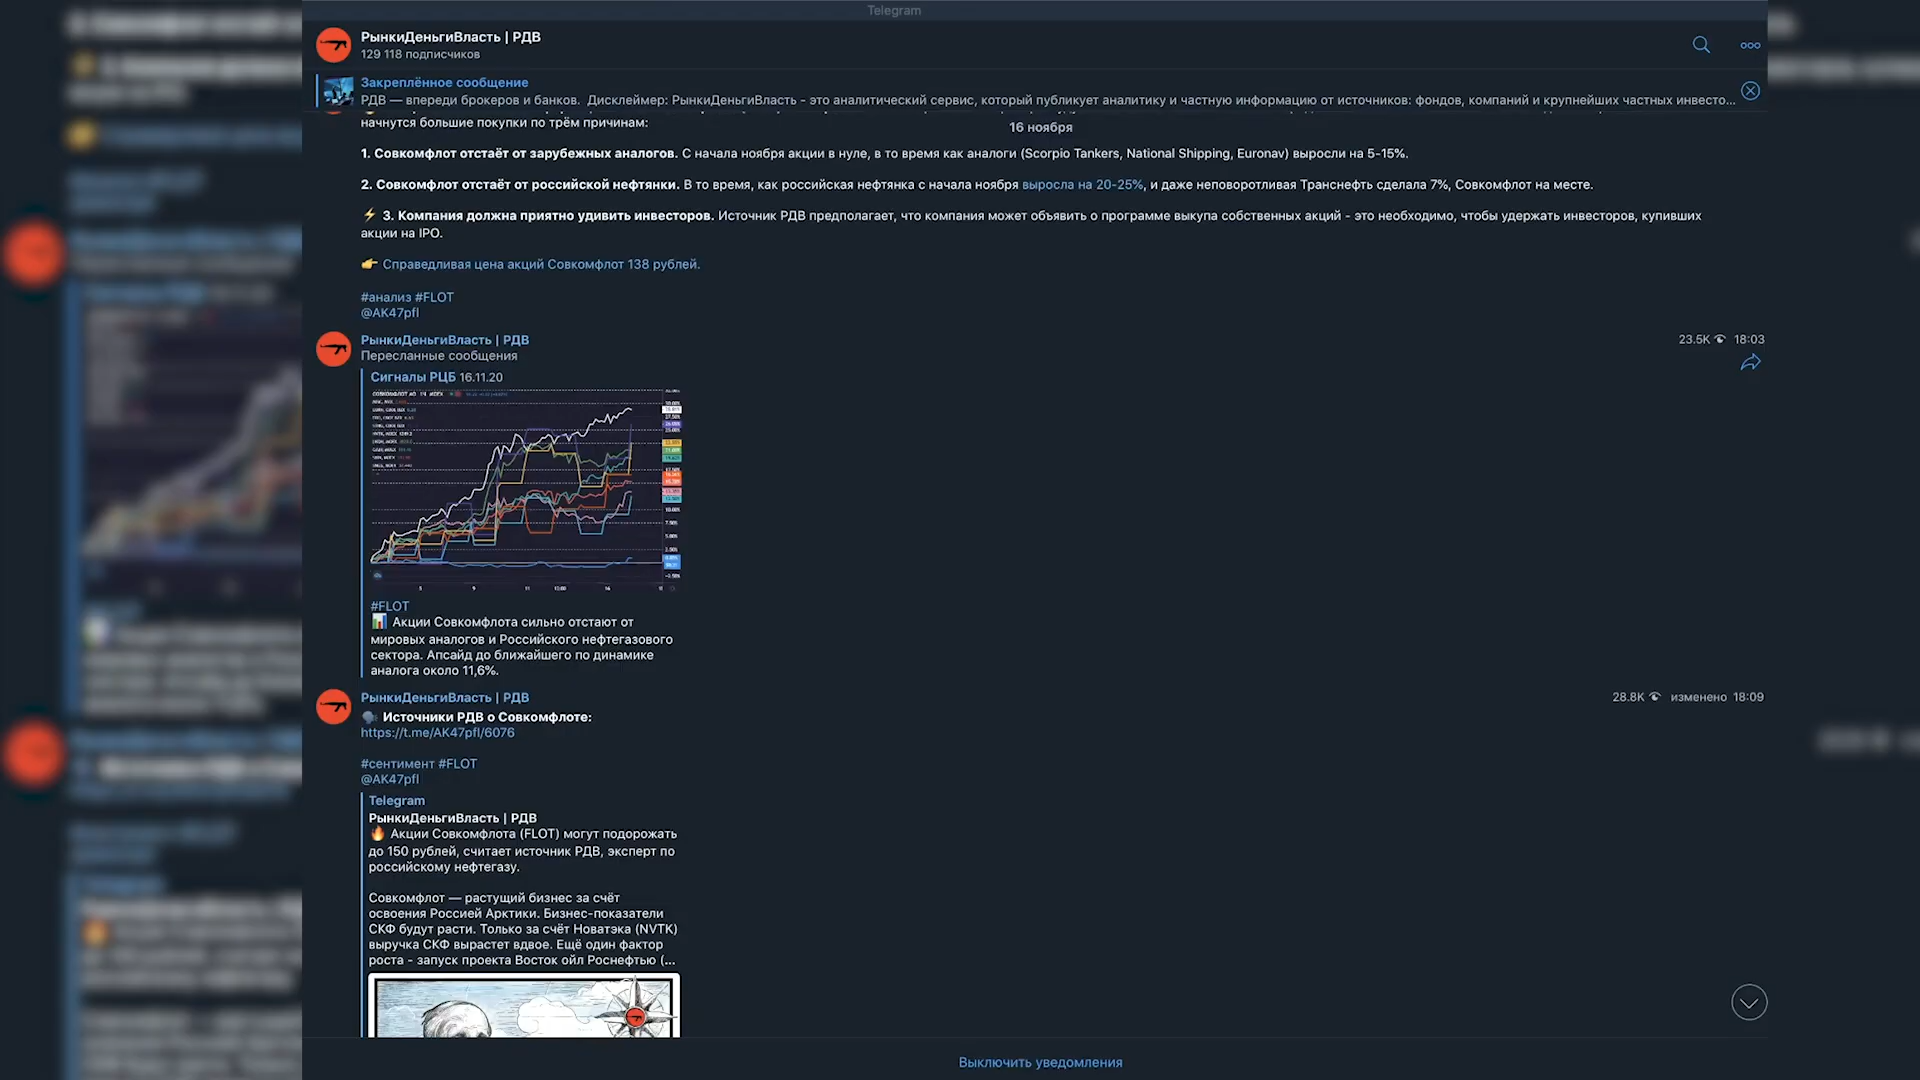 Telegram
РынкиДеньгиВласть | РДВ
129 118 подписчиков
Закреплённое сообщение
РДВ — впереди брокеров и банков. Дисклеймер: РынкиДеньгиВласть - это аналитический сервис, который публикует аналитику и частную информацию от источников: фондов, компаний и крупнейших частных инвесто...
начнутся большие покупки по трём причинам:
16 ноября
1. Совкомфлот отстаёт от зарубежных аналогов. С начала ноября акции в нуле, в то время как аналоги (Scorpio Tankers, National Shipping, Euronav) выросли на 5-15%.
2. Совкомфлот отстаёт от российской нефтянки. В то время, как российская нефтянка с начала ноября выросла на 20-25%, и даже неповоротливая Транснефть сделала 7%, Совкомфлот на месте.
⚡ 3. Компания должна приятно удивить инвесторов. Источник РДВ предполагает, что компания может объявить о программе выкупа собственных акций - это необходимо, чтобы удержать инвесторов, купивших
акции на IPO.
👉 Справедливая цена акций Совкомфлот 138 рублей.
#анализ #FLOT
@AK47pfl
РынкиДеньгиВласть | РДВ
23.5K 18:03
Пересланные сообщения
Сигналы РЦБ 16.11.20
#FLOT
📊 Акции Совкомфлота сильно отстают от
мировых аналогов и Российского нефтегазового
сектора. Апсайд до ближайшего по динамике
аналога около 11,6%.
РынкиДеньгиВласть | РДВ
28.8K изменено 18:09
🗣 Источники РДВ о Совкомфлоте:
https://t.me/AK47pfl/6076
#сентимент #FLOT
@AK47pfl
Telegram
РынкиДеньгиВласть | РДВ
🔥 Акции Совкомфлота (FLOT) могут подорожать
до 150 рублей, считает источник РДВ, эксперт по
российскому нефтегазу.
Совкомфлот — растущий бизнес за счёт
освоения Россией Арктики. Бизнес-показатели
СКФ будут расти. Только за счёт Новатэка (NVTK)
выручка СКФ вырастет вдвое. Ещё один фактор
роста - запуск проекта Восток ойл Роснефтью (...
Выключить уведомления